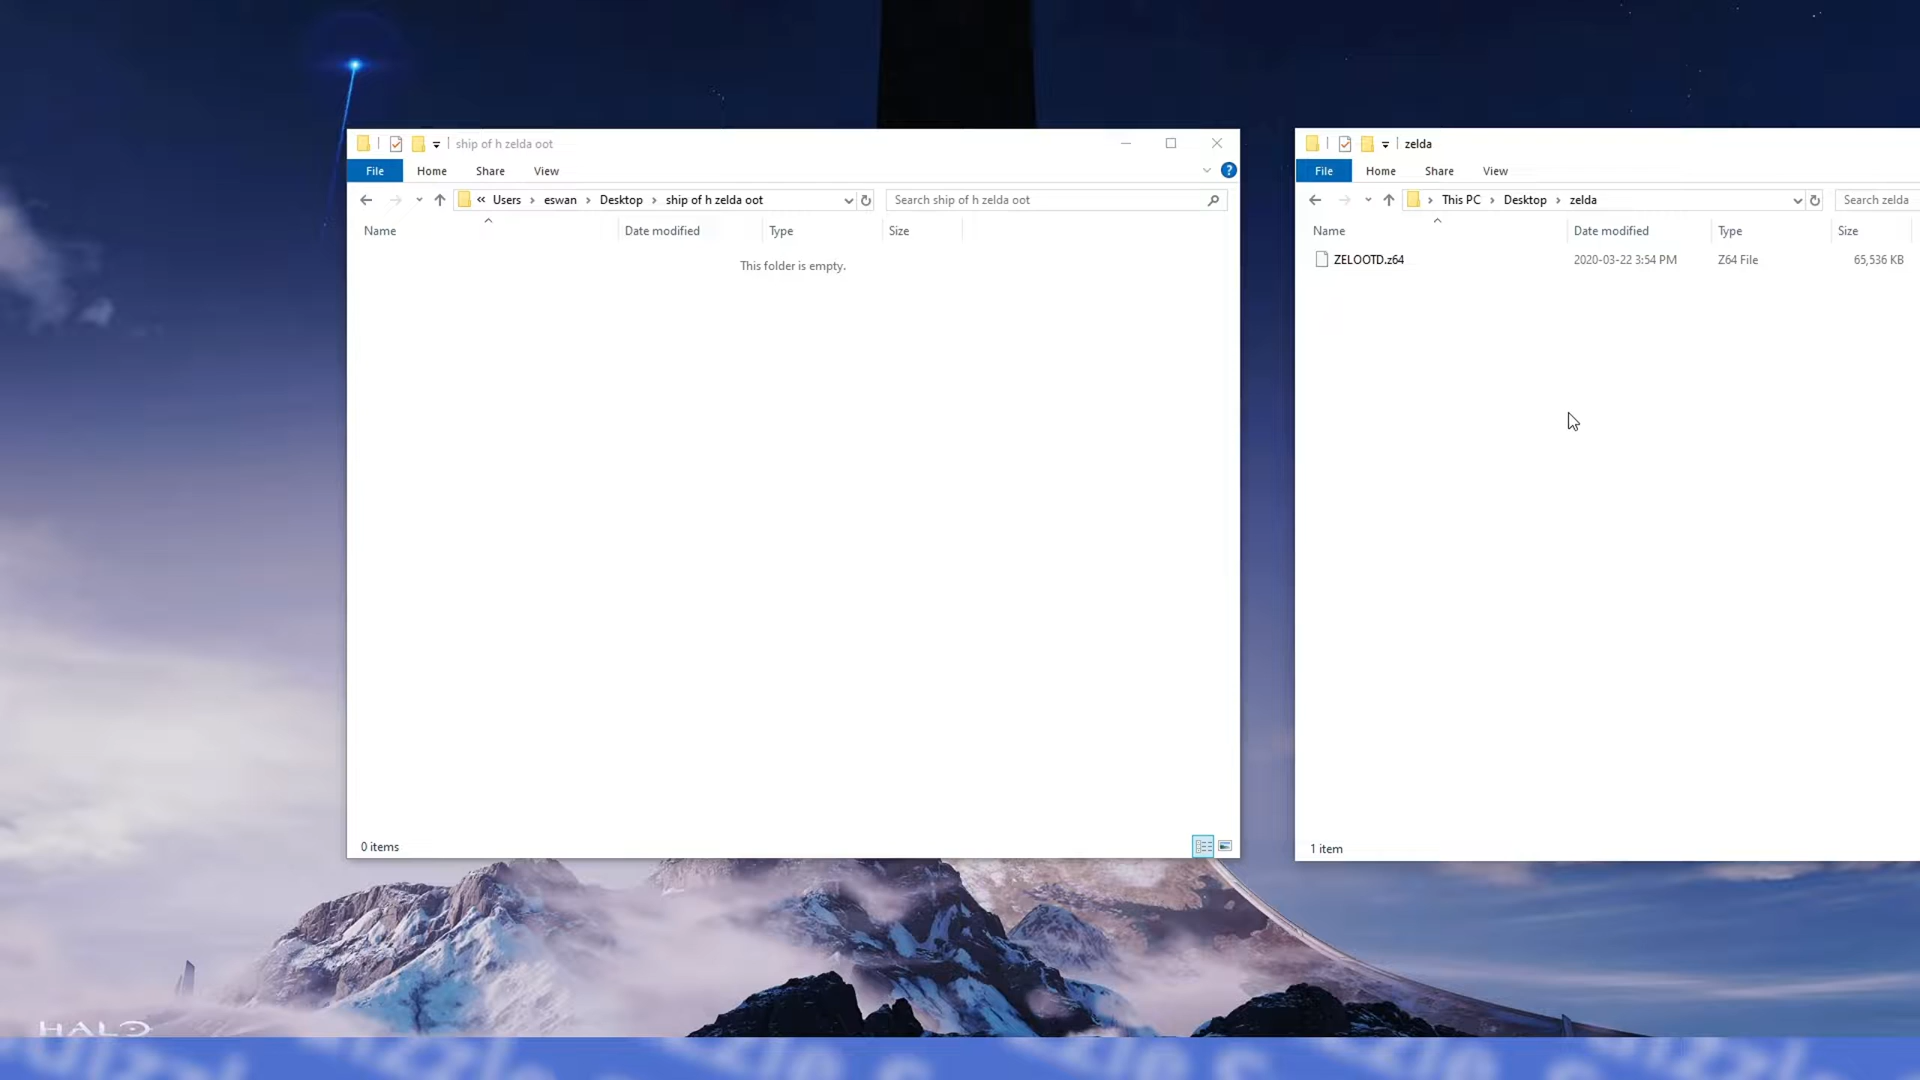 ship of h zelda oot
File Home Share View
« Users > eswan > Desktop > ship of h zelda oot
Search ship of h zelda oot
Name Date modified Type Size
This folder is empty.
0 items
zelda
File Home Share View
> This PC > Desktop > zelda
Search zelda
Name Date modified Type Size
ZELOOTD.z64 2020-03-22 3:54 PM Z64 File 65,536 KB
1 item
HALO